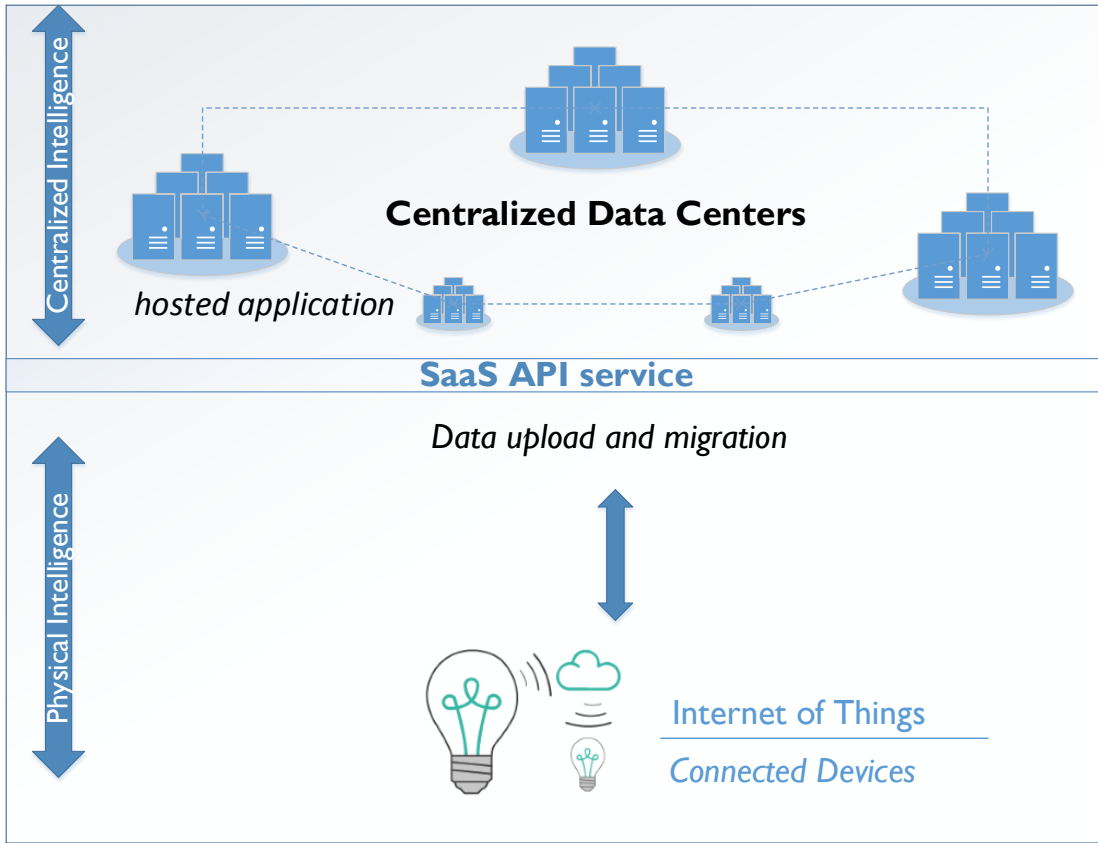 Centralized Intelligence
Centralized Data Centers
hosted application
SaaS API service
Data upload and migration
Physical Intelligence
Internet of Things
Connected Devices